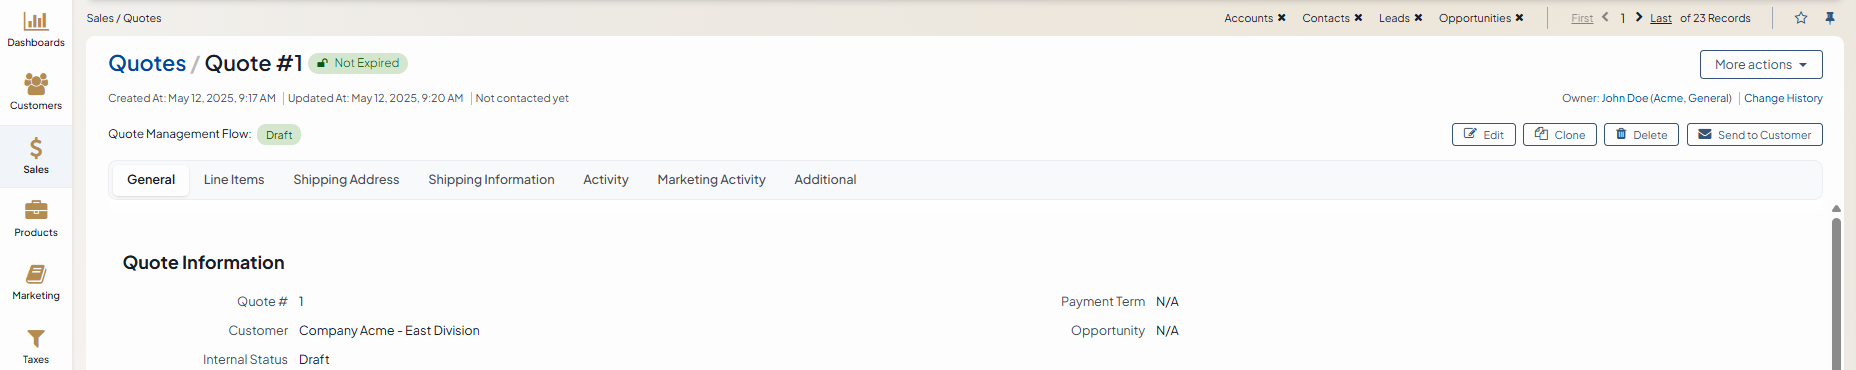 Dashboards
Customers
Sales
Products
Marketing
Taxes
Sales / Quotes
Accounts ✖ Contacts ✖ Leads ✖ Opportunities ✖ First 1 Last of 23 Records
Quotes / Quote #1 Not Expired
More actions
Created At: May 12, 2025, 9:17 AM Updated At: May 12, 2025, 9:20 AM Not contacted yet
Owner: John Doe (Acme, General) Change History
Quote Management Flow: Draft
Edit Clone Delete Send to Customer
General Line Items Shipping Address Shipping Information Activity Marketing Activity Additional
Quote Information
Quote # 1
Customer Company Acme - East Division
Internal Status Draft
Payment Term N/A
Opportunity N/A